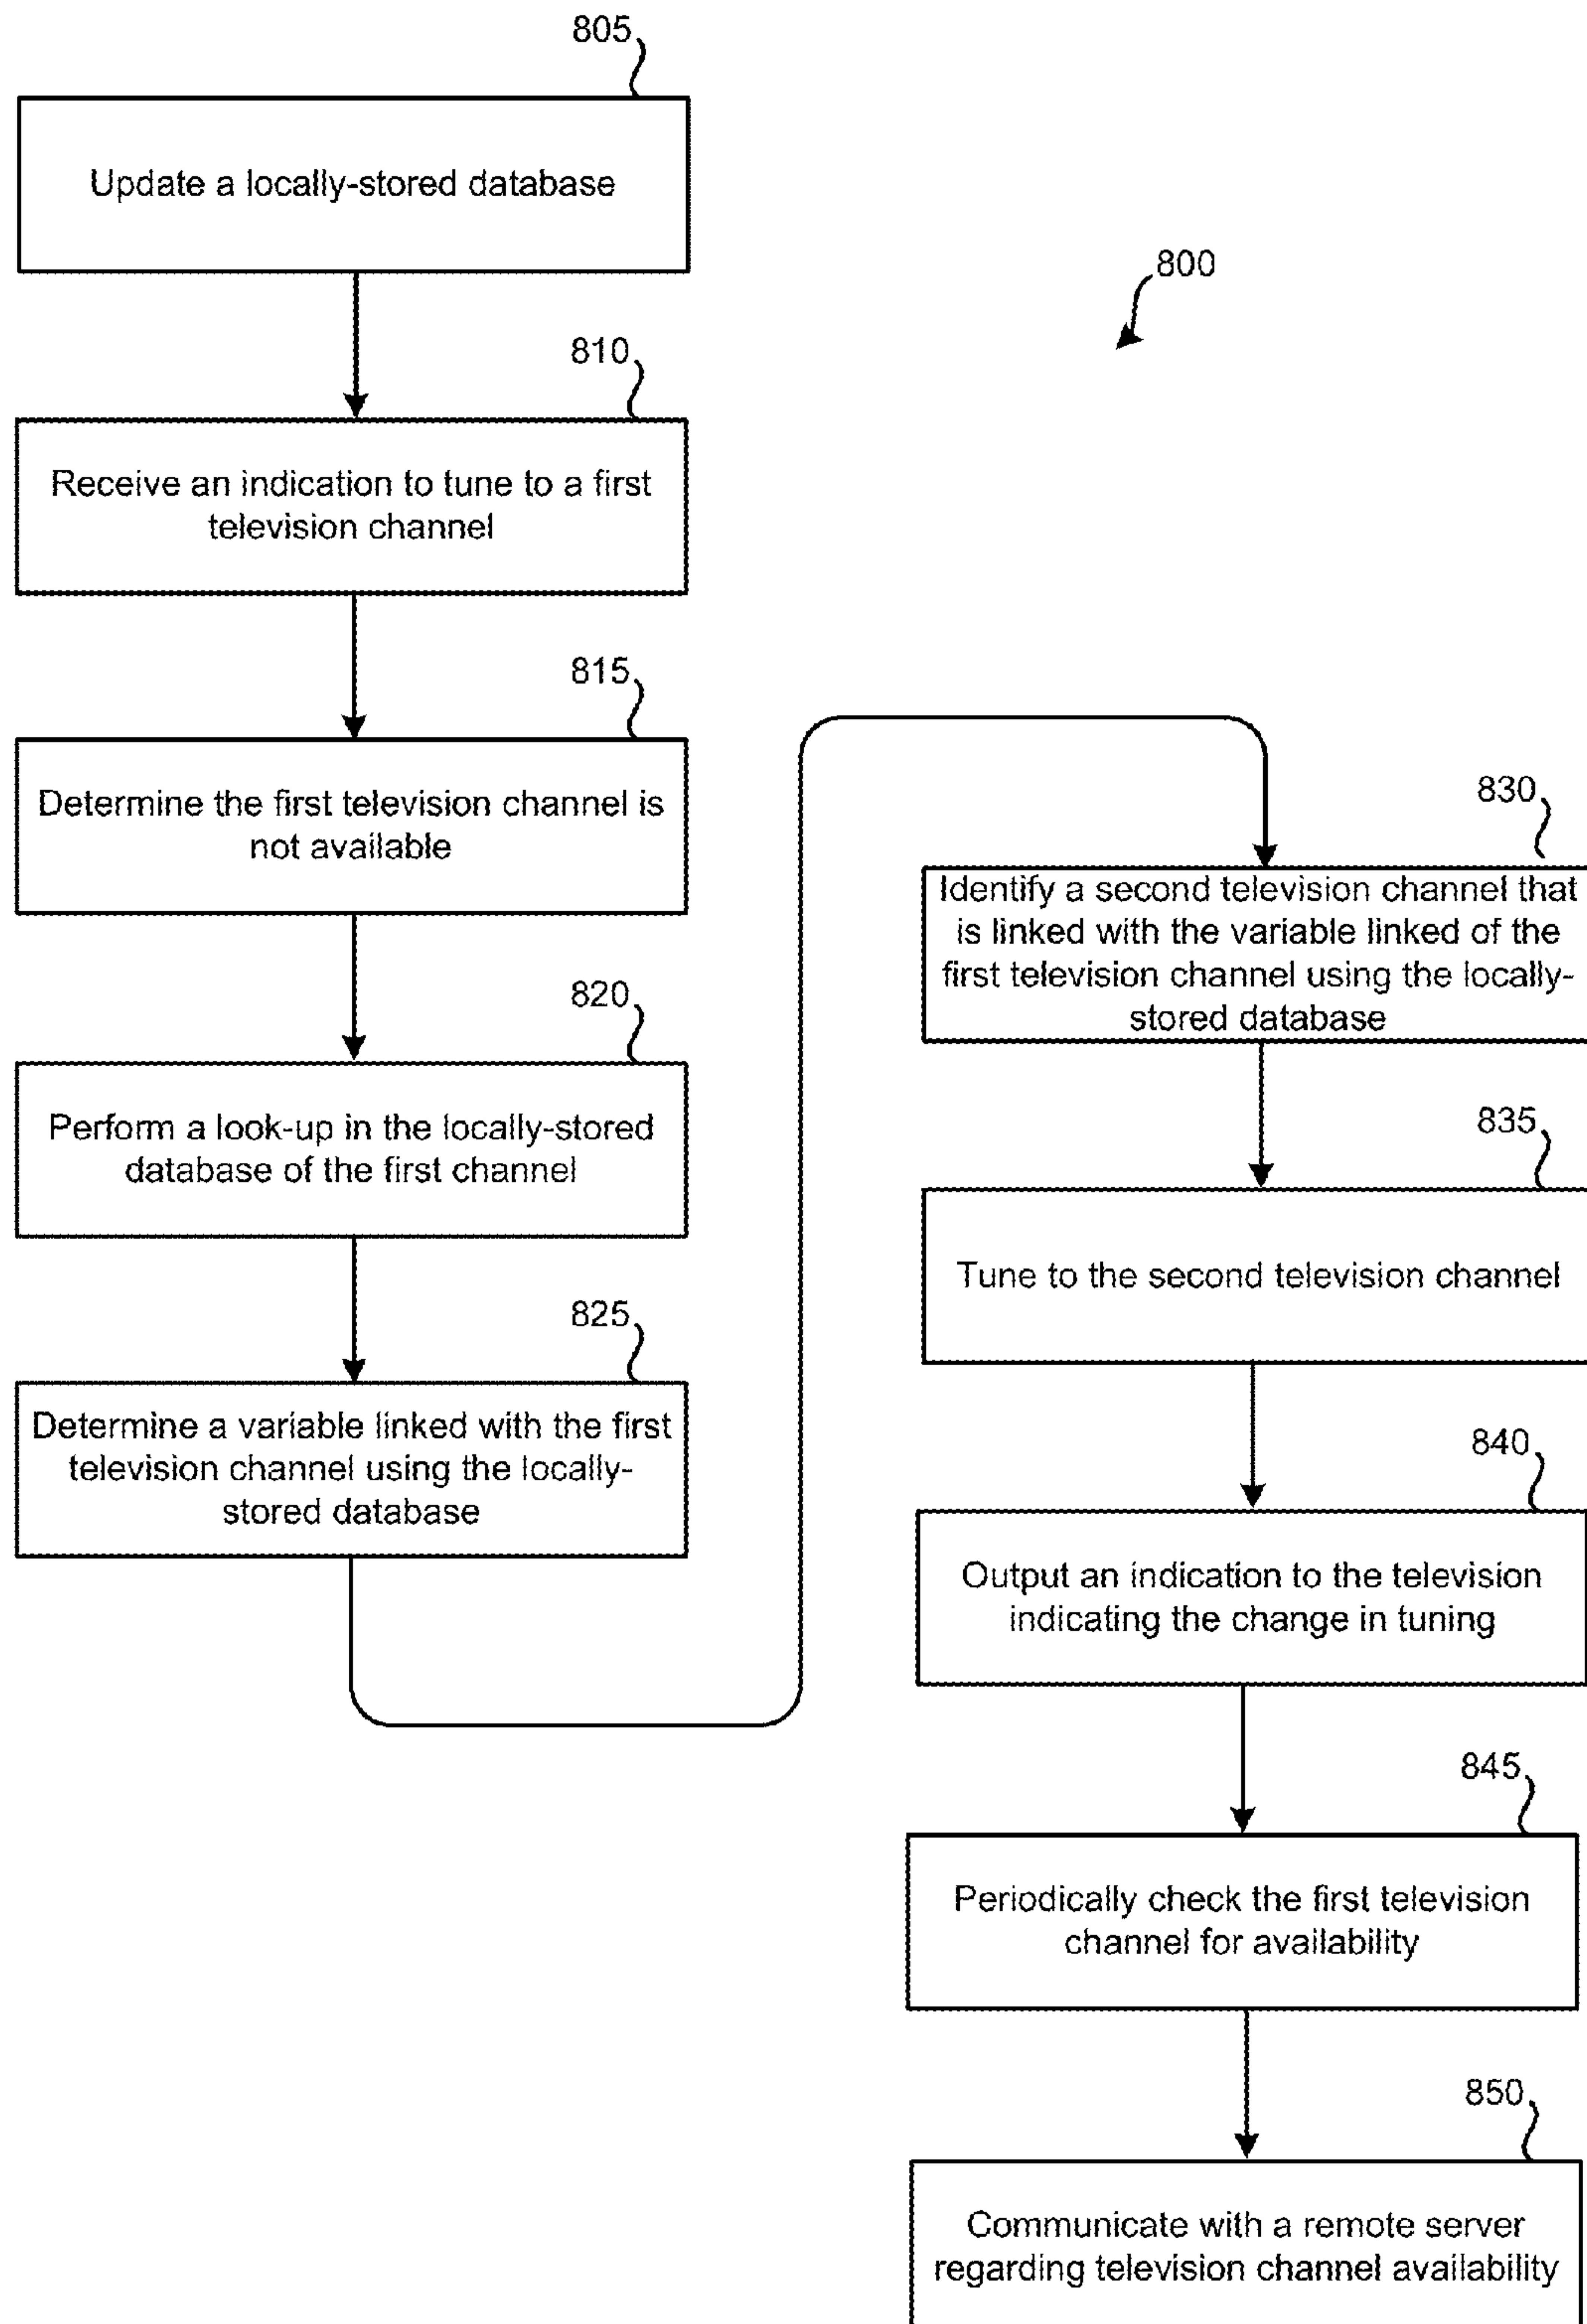 805
Update a locally-stored database
800
810
Receive an indication to tune to a first
television channel
815
Determine the first television channel is
not available
820
Perform a look-up in the locally-stored
database of the first channel
825
Determine a variable linked with the first
television channel using the locally-
stored database
830
Identify a second television channel that
is linked with the variable linked of the
first television channel using the locally-
stored database
835
Tune to the second television channel
840
Output an indication to the television
indicating the change in tuning
845
Periodically check the first television
channel for availability
850
Communicate with a remote server
regarding television channel availability